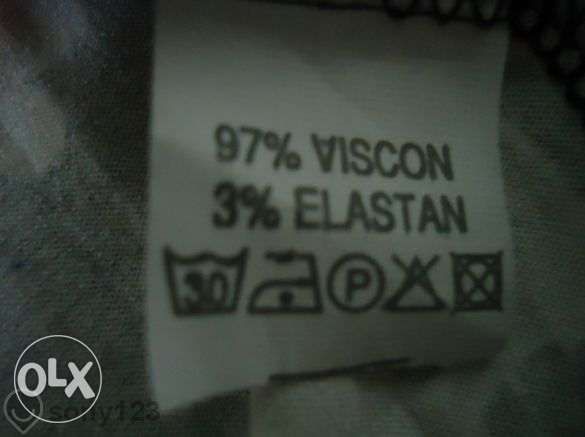 97% VISCON
3% ELASTAN
30 P
OLX
sony123